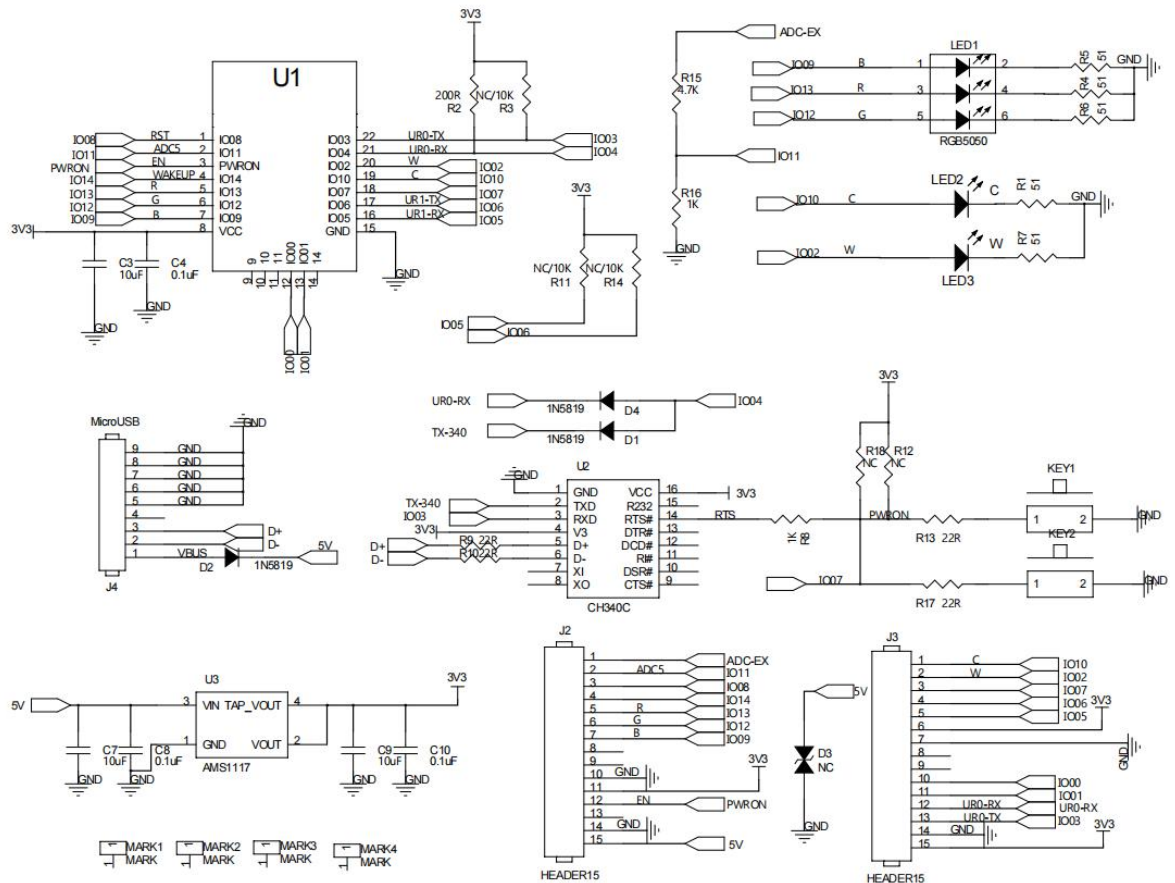 3V3
U1
200R
R2
NC/10K
R3
IO08 RST 1 IO08
IO11 ADC5 2 IO11
PWRON EN 3 PWRON
IO14 WAKEUP 4 IO14
IO13 R 5 IO13
IO12 G 6 IO12
IO09 B 7 IO09
3V3 8 VCC
IO03 22 UR0-TX IO03
IO04 21 UR0-RX IO04
IO02 20 W IO02
IO10 19 C IO10
IO07 18 IO07
IO06 17 UR1-TX IO06
IO05 16 UR1-RX IO05
GND 15
GND
9 10 11 IO00 IO01 14
9 10 11 12 13 14
IO00 IO01
C3
10uF
C4
0.1uF
GND
GND
3V3
NC/10K
R11
NC/10K
R14
IO05
IO06
ADC-EX
R15
4.7K
IO11
R16
1K
GND
LED1
IO09 B 1 2 R5 51 GND
IO13 R 3 4 R4 51
IO12 G 5 6 R6 51
RGB5050
LED2
IO10 C C R1 51 GND
IO02 W W R7 51
LED3
MicroUSB
GND
9 GND
8 GND
7 GND
6 GND
5 GND
4
3 D+
2 D-
1 VBUS 5V
D2 1N5819
J4
UR0-RX 1N5819 D4 IO04
TX-340 1N5819 D1
U2
GND 1 GND
TX-340 2 TXD
IO03 3 RXD
3V3 4 V3
D+ R9 22R 5 D+
D- R10 22R 6 D-
7 XI
8 XO
VCC 16 3V3
R232 15
RTS# 14 RTS
DTR# 13
DCD# 12
RI# 11
DSR# 10
CTS# 9
CH340C
3V3
R18
NC
R12
NC
1K R8
PWRON
R13 22R
KEY1
1 2 GND
KEY2
1 2 GND
IO07
R17 22R
U3
5V 3 VIN TAP_VOUT 4 3V3
1 GND VOUT 2
AMS1117
C7
10uF
C8
0.1uF
C9
10uF
C10
0.1uF
GND
GND
GND
GND
1 MARK1
1 MARK
1 MARK2
1 MARK
1 MARK3
1 MARK
1 MARK4
1 MARK
J2
1 ADC-EX
2 ADC5 IO11
3 IO08
4 IO14
5 R IO13
6 G IO12
7 B IO09
8
9
10 GND
11 3V3
12 EN PWRON
13
14 GND
15 5V
HEADER15
5V
D3
NC
GND
J3
1 C IO10
2 W IO02
3 IO07
4 IO06
5 IO05
6 3V3
7 GND
8
9
10 IO00
11 IO01
12 UR0-RX UR0-RX
13 UR0-TX IO03
14 GND
15 3V3
HEADER15